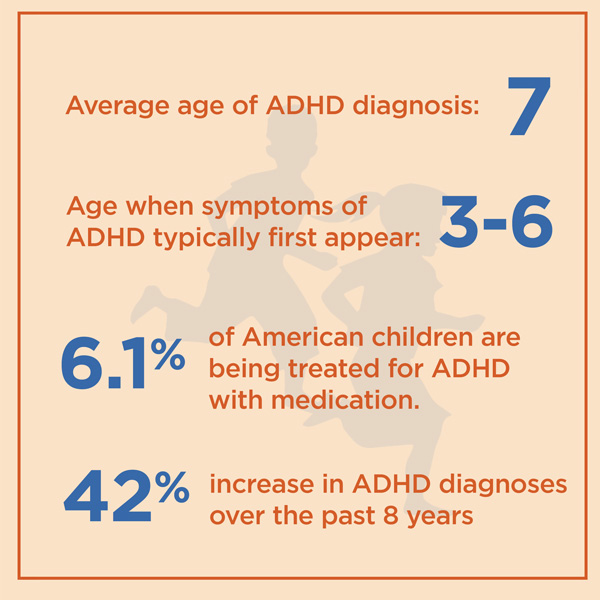 Average age of ADHD diagnosis: 7
Age when symptoms of
ADHD typically first appear: 3-6
6.1% of American children are
being treated for ADHD
with medication.
42% increase in ADHD diagnoses
over the past 8 years